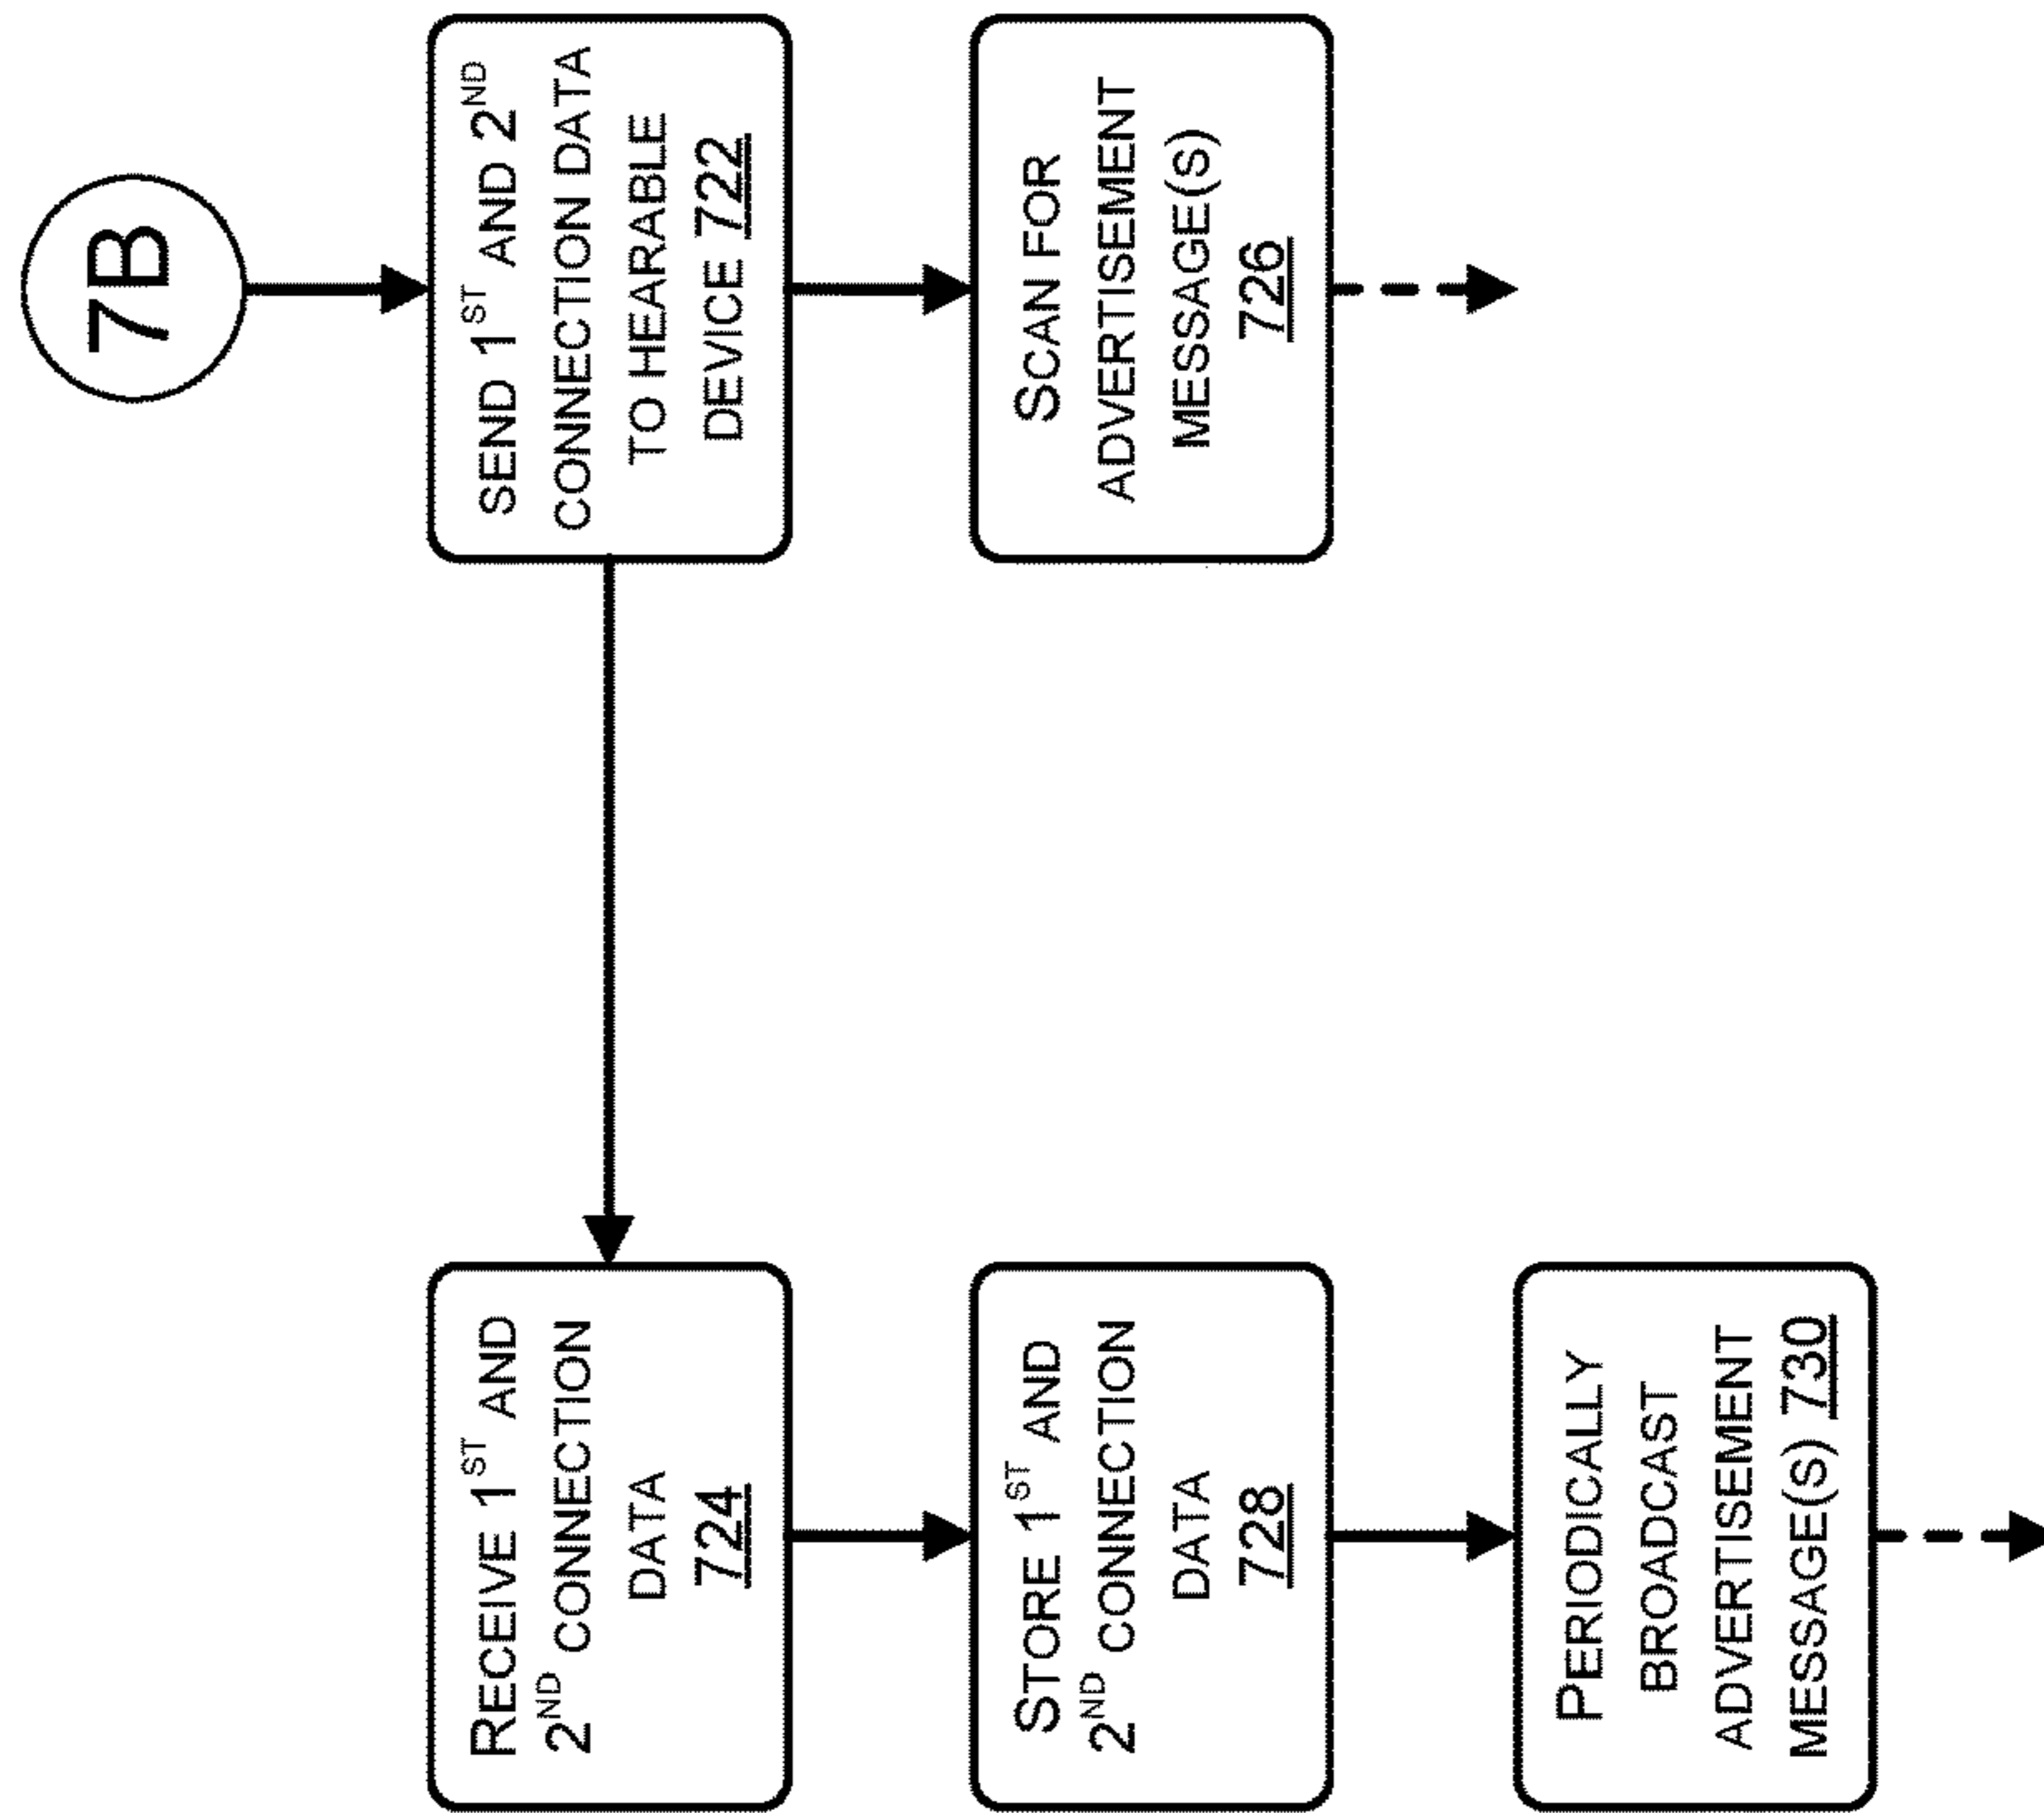 7B
SEND 1ST AND 2ND
CONNECTION DATA
TO HEARABLE
DEVICE 722
RECEIVE 1ST AND
2ND CONNECTION
DATA
724
SCAN FOR
ADVERTISEMENT
MESSAGE(S)
726
STORE 1ST AND
2ND CONNECTION
DATA
728
PERIODICALLY
BROADCAST
ADVERTISEMENT
MESSAGE(S) 730